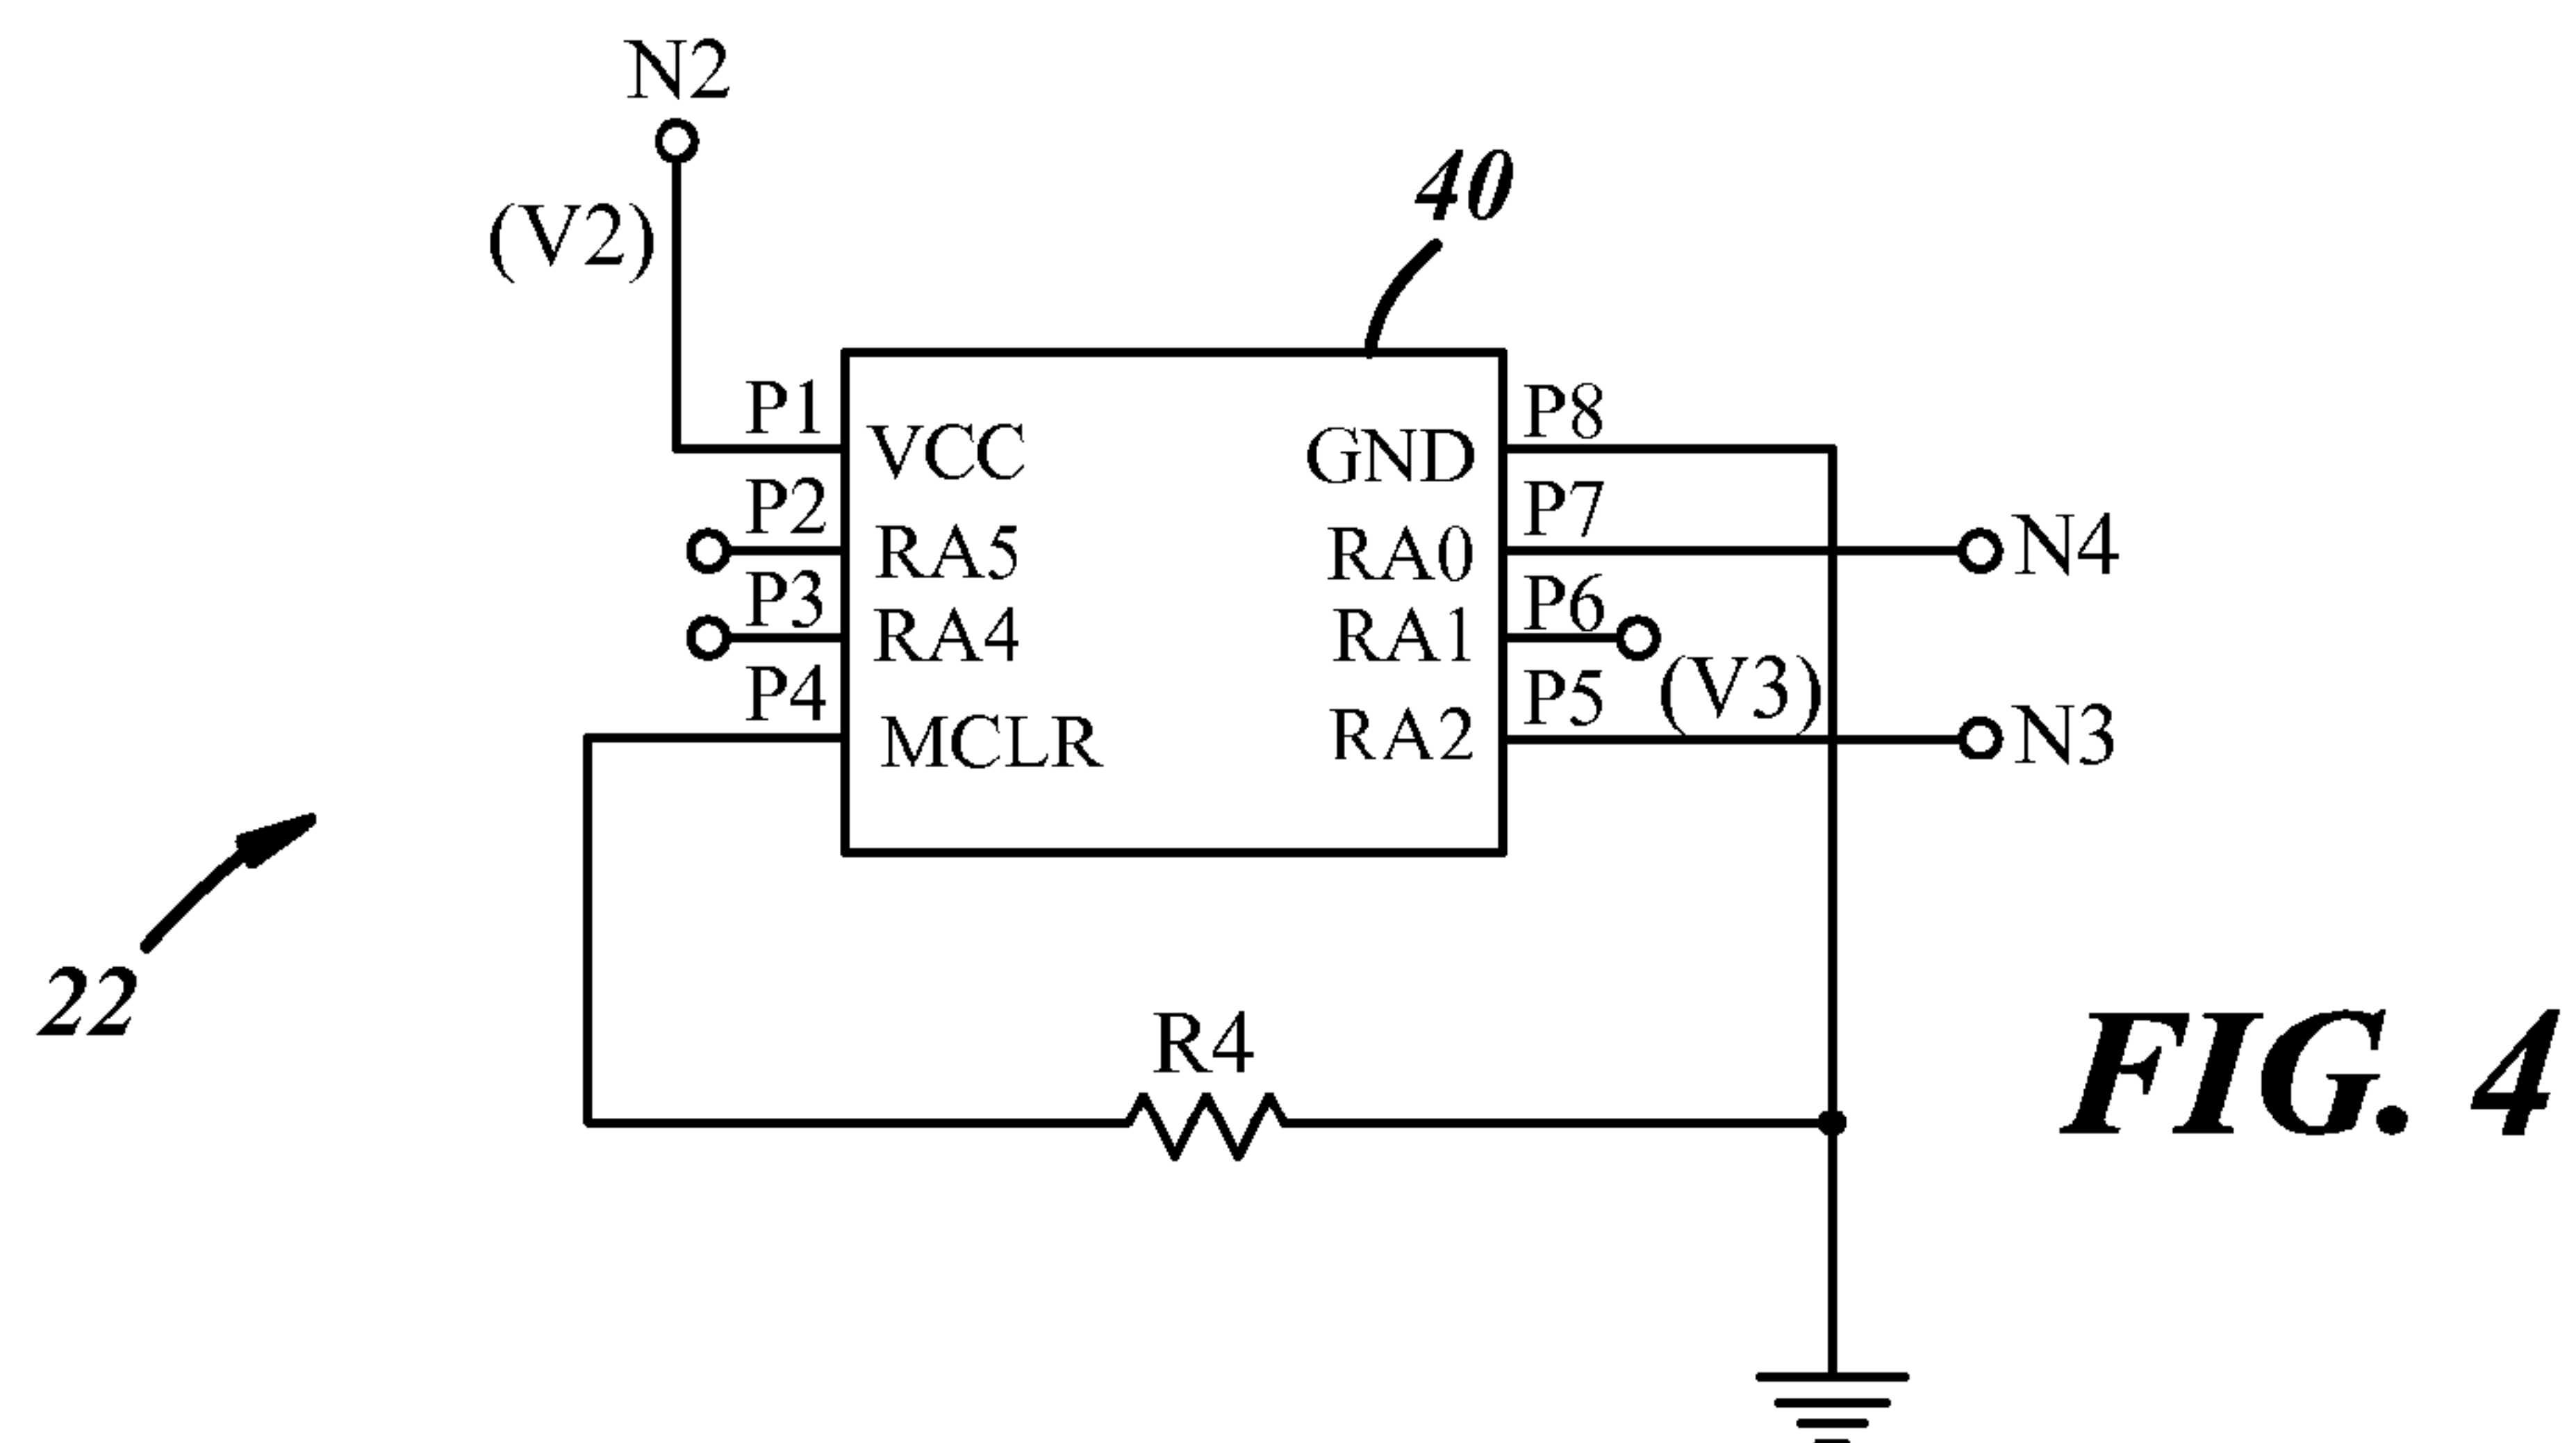 N2
(V2)
40
P1
VCC
GND
P8
P2
RA5
RA0
P7
N4
P3
RA4
RA1
P6
(V3)
P4
MCLR
RA2
P5
N3
22
R4
FIG. 4